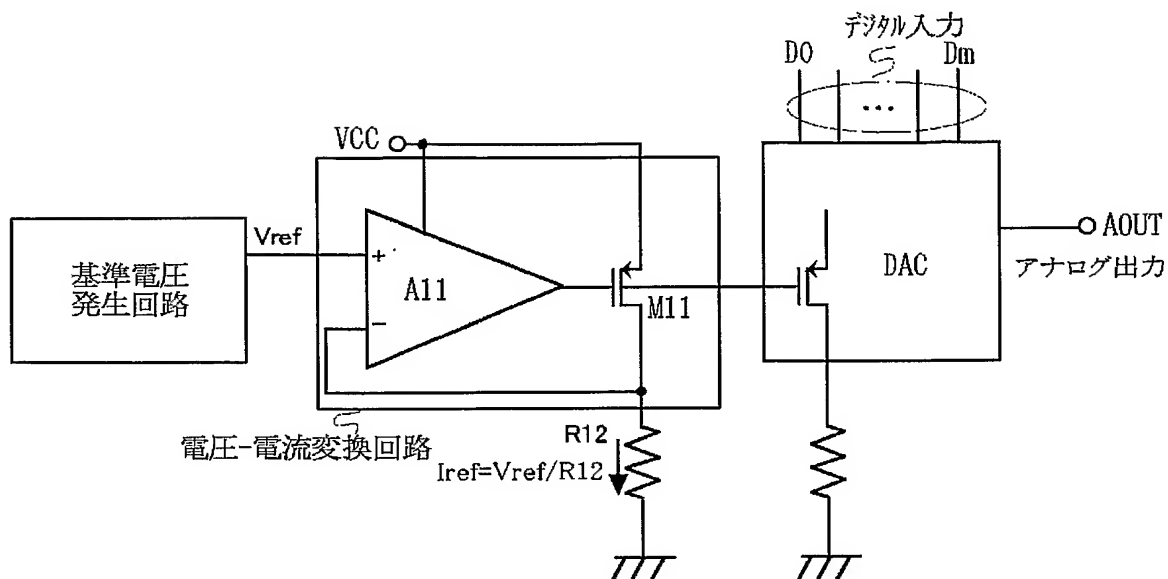 デジタル入力
D0
Dm
…
VCC
Vref
基準電圧
発生回路
+
A11
−
M11
DAC
AOUT
アナログ出力
電圧-電流変換回路
R12
Iref=Vref/R12